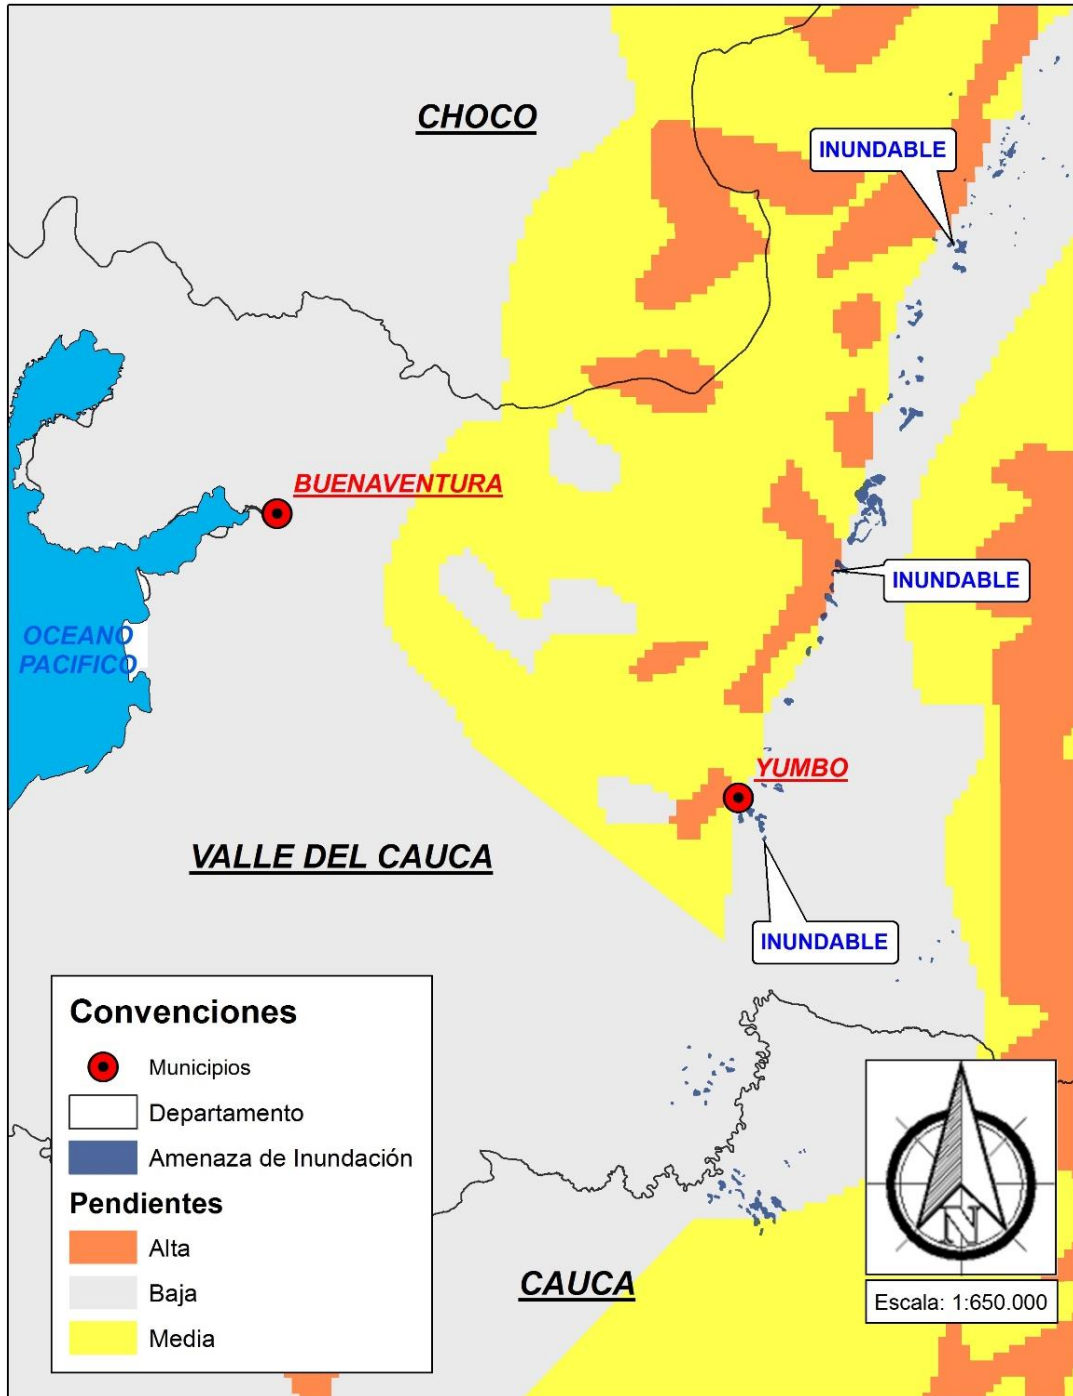 CHOCO
INUNDABLE
BUENAVENTURA
INUNDABLE
OCEANO
PACIFICO
YUMBO
VALLE DEL CAUCA
INUNDABLE
Convenciones
Municipios
Departamento
Amenaza de Inundación
Pendientes
Alta
Baja
Media
CAUCA
N
Escala: 1:650.000